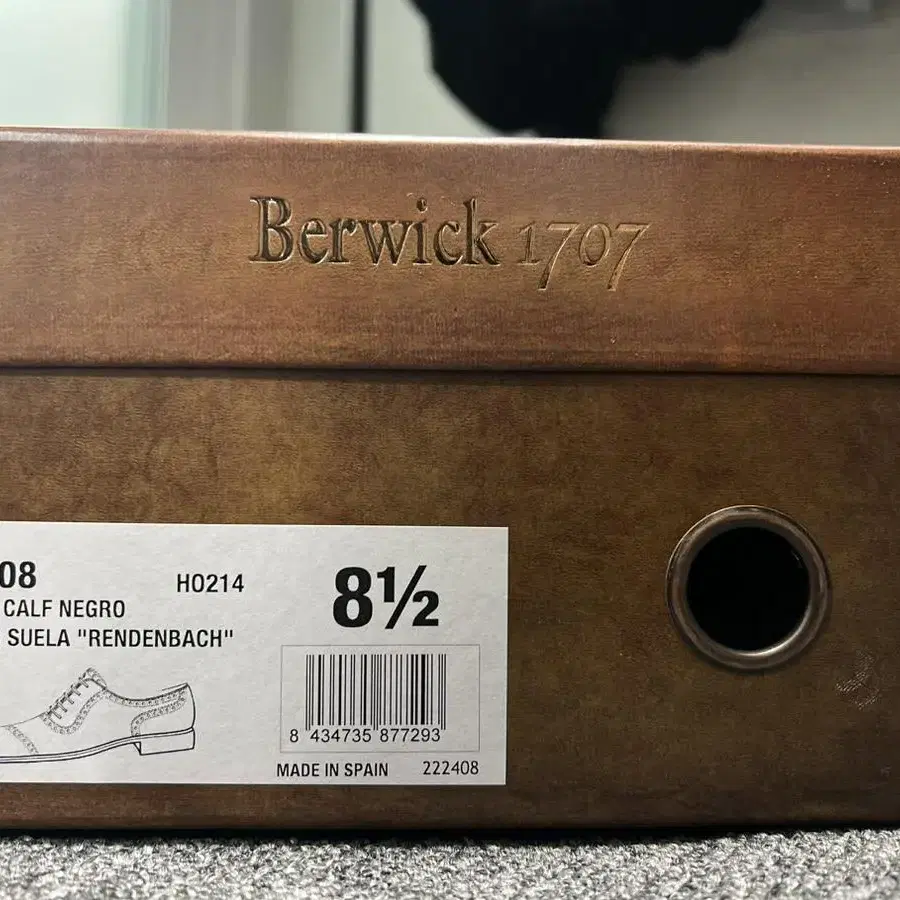 Berwick 1707
08 H0214 8½
CALF NEGRO
SUELA "RENDENBACH"
8 434735 877293
MADE IN SPAIN 222408